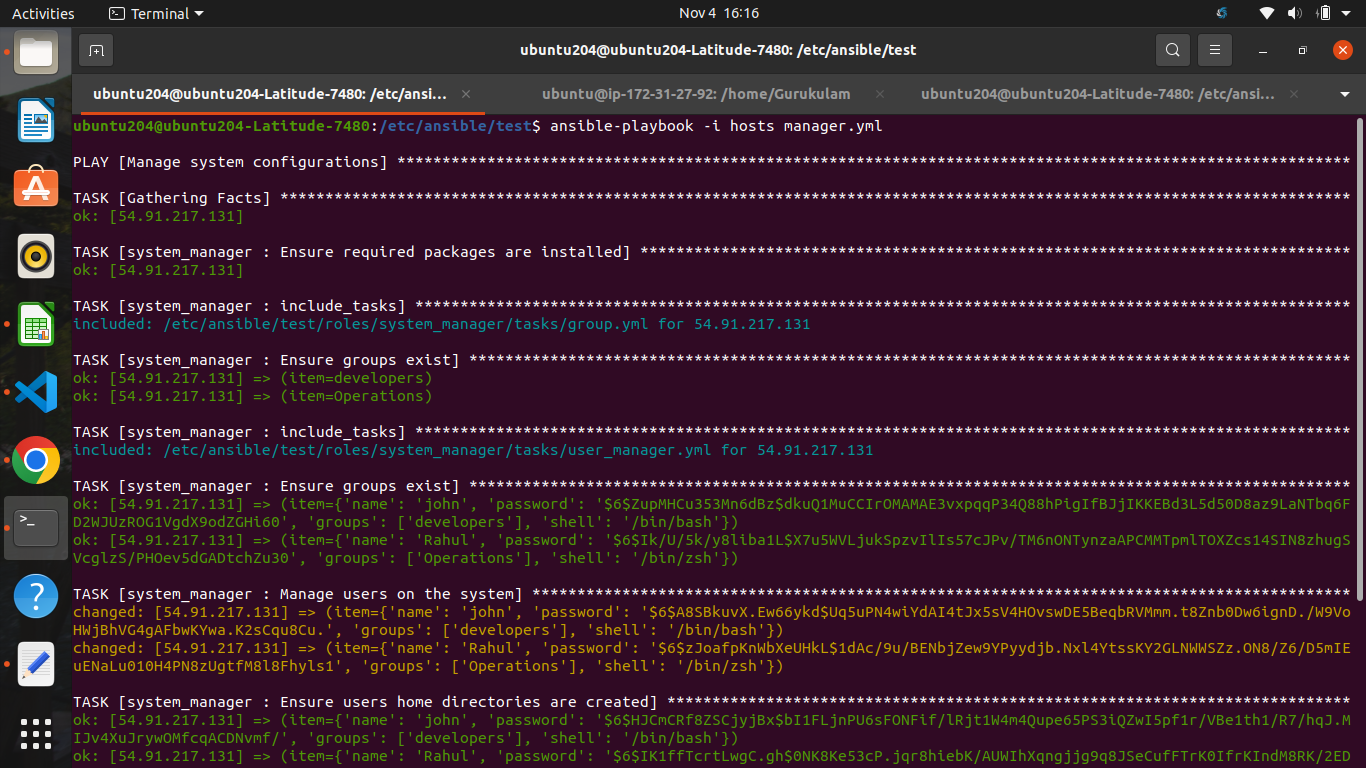 Activities
Terminal
Nov 4 16:16
ubuntu204@ubuntu204-Latitude-7480: /etc/ansible/test
ubuntu204@ubuntu204-Latitude-7480: /etc/ansi...
ubuntu@ip-172-31-27-92: /home/Gurukulam
ubuntu204@ubuntu204-Latitude-7480: /etc/ansi...
ubuntu204@ubuntu204-Latitude-7480:/etc/ansible/test$ ansible-playbook -i hosts manager.yml
PLAY [Manage system configurations] **********************************************************************************************************
TASK [Gathering Facts] ***********************************************************************************************************************
ok: [54.91.217.131]
TASK [system_manager : Ensure required packages are installed] *******************************************************************************
ok: [54.91.217.131]
TASK [system_manager : include_tasks] ********************************************************************************************************
included: /etc/ansible/test/roles/system_manager/tasks/group.yml for 54.91.217.131
TASK [system_manager : Ensure groups exist] **************************************************************************************************
ok: [54.91.217.131] => (item=developers)
ok: [54.91.217.131] => (item=Operations)
TASK [system_manager : include_tasks] ********************************************************************************************************
included: /etc/ansible/test/roles/system_manager/tasks/user_manager.yml for 54.91.217.131
TASK [system_manager : Ensure groups exist] **************************************************************************************************
ok: [54.91.217.131] => (item={'name': 'john', 'password': '$6$ZupMHCu353Mn6dBz$dkuQ1MuCCIrOMAMAE3vxpqqP34Q88hPigIfBJjIKKEBd3L5d50D8az9LaNTbq6F
D2WJUzROG1VgdX9odZGHi60', 'groups': ['developers'], 'shell': '/bin/bash'})
ok: [54.91.217.131] => (item={'name': 'Rahul', 'password': '$6$Ik/U/5k/y8liba1L$X7u5WVLjukSpzvIlIs57cJPv/TM6nONTynzaAPCMMTpmlTOXZcs14SIN8zhugS
VcglzS/PHOev5dGADtchZu30', 'groups': ['Operations'], 'shell': '/bin/zsh'})
TASK [system_manager : Manage users on the system] *******************************************************************************************
changed: [54.91.217.131] => (item={'name': 'john', 'password': '$6$A8SBkuvX.Ew66ykd$Uq5uPN4wiYdAI4tJx5sV4HOvswDE5BeqbRVMmm.t8Znb0Dw6ignD./W9Vo
HWjBhVG4gAFbwKYwa.K2sCqu8Cu.', 'groups': ['developers'], 'shell': '/bin/bash'})
changed: [54.91.217.131] => (item={'name': 'Rahul', 'password': '$6$zJoafpKnWbXeUHkL$1dAc/9u/BENbjZew9YPyydjb.Nxl4YtssKY2GLNWWSZz.ON8/Z6/D5mIE
uENaLu010H4PN8zUgtfM8l8Fhyls1', 'groups': ['Operations'], 'shell': '/bin/zsh'})
TASK [system_manager : Ensure users home directories are created] ****************************************************************************
ok: [54.91.217.131] => (item={'name': 'john', 'password': '$6$HJCmCRf8ZSCjyjBx$bI1FLjnPU6sFONFif/lRjt1W4m4Qupe65PS3iQZwI5pf1r/VBe1th1/R7/hqJ.M
IJv4XuJrywOMfcqACDNvmf/', 'groups': ['developers'], 'shell': '/bin/bash'})
ok: [54.91.217.131] => (item={'name': 'Rahul', 'password': '$6$IK1ffTcrtLwgC.gh$0NK8Ke53cP.jqr8hiebK/AUWIhXqngjjg9q8JSeCufFTrK0IfrKIndM8RK/2ED